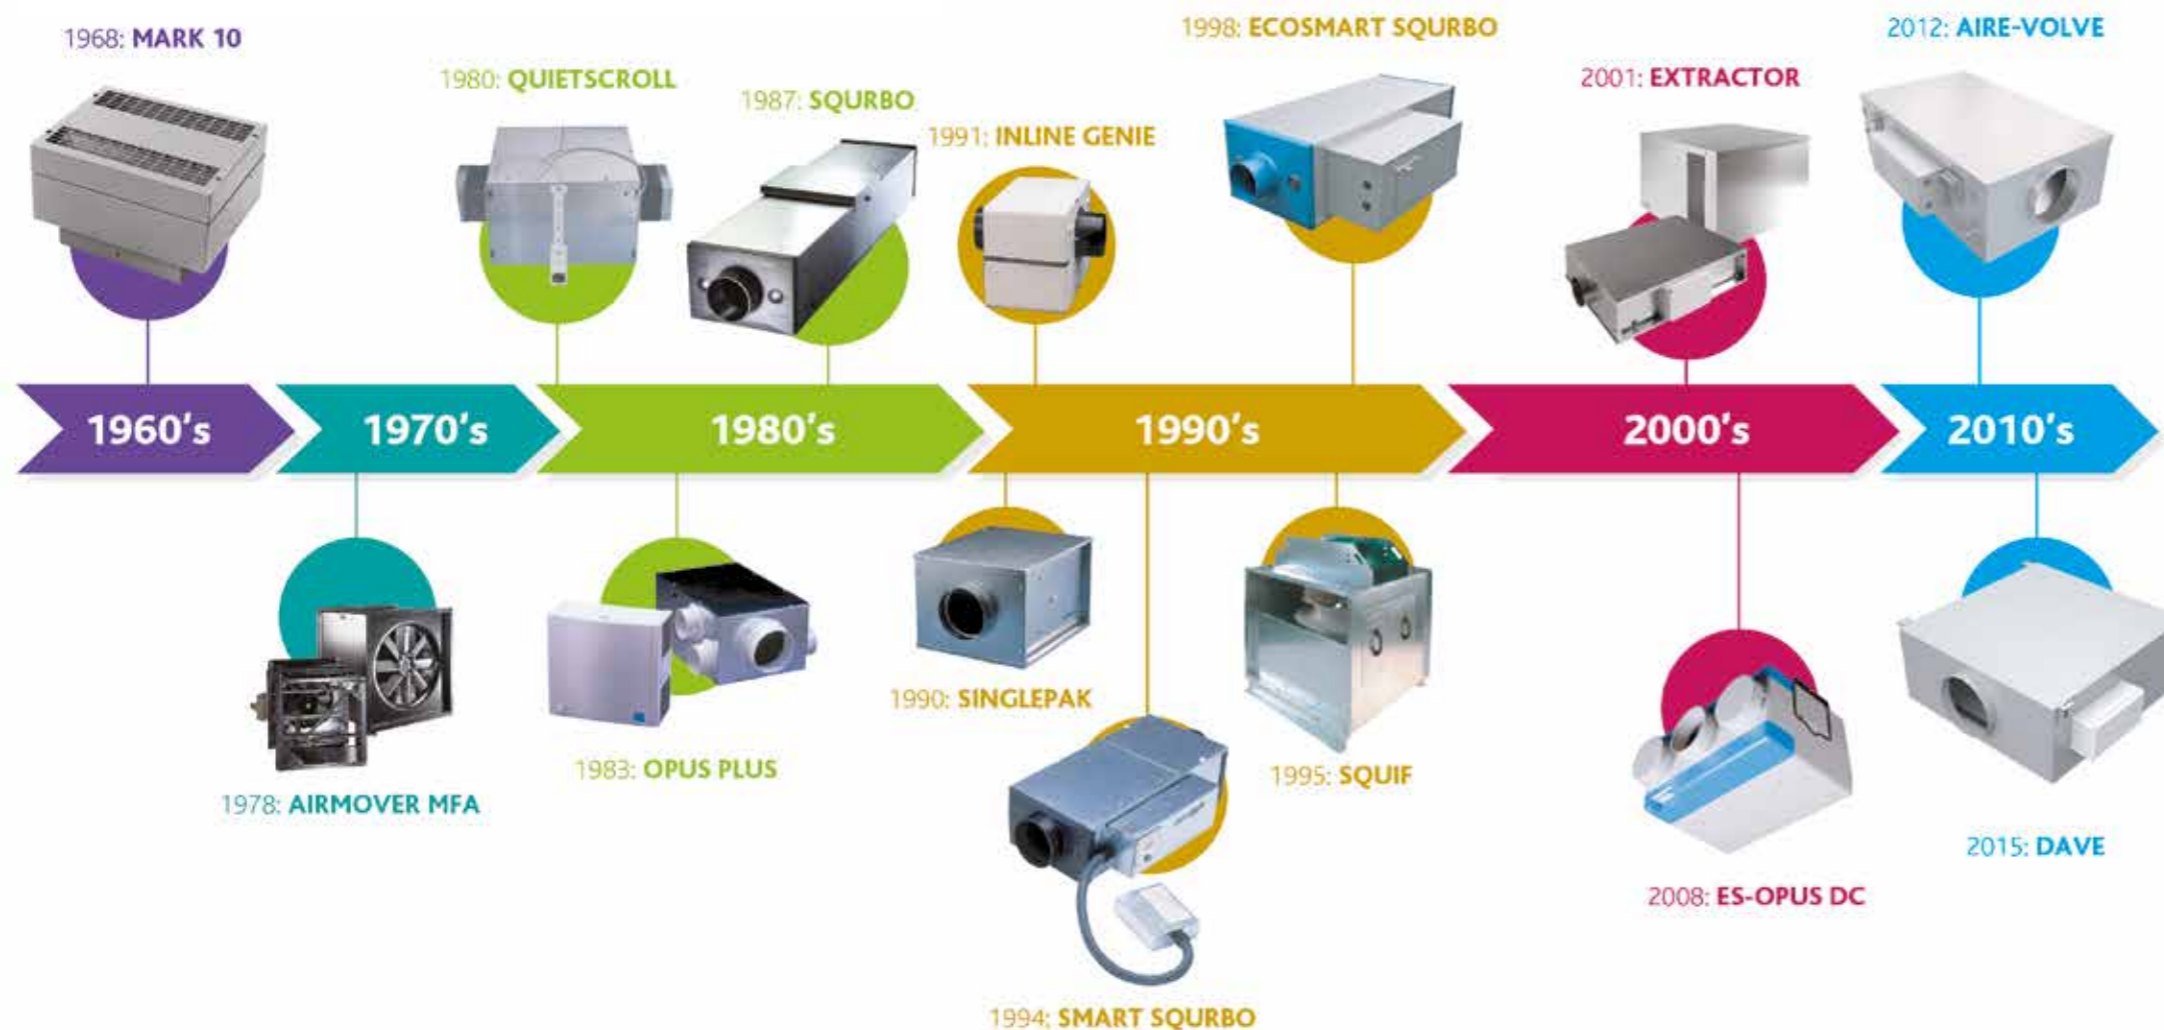 1968: MARK 10
1980: QUIETSCROLL
1987: SQURBO
1991: INLINE GENIE
1998: ECOSMART SQURBO
2001: EXTRACTOR
2012: AIRE-VOLVE
1960's
1970's
1980's
1990's
2000's
2010's
1978: AIRMOVER MFA
1983: OPUS PLUS
1990: SINGLEPAK
1994: SMART SQURBO
1995: SQUIF
2008: ES-OPUS DC
2015: DAVE